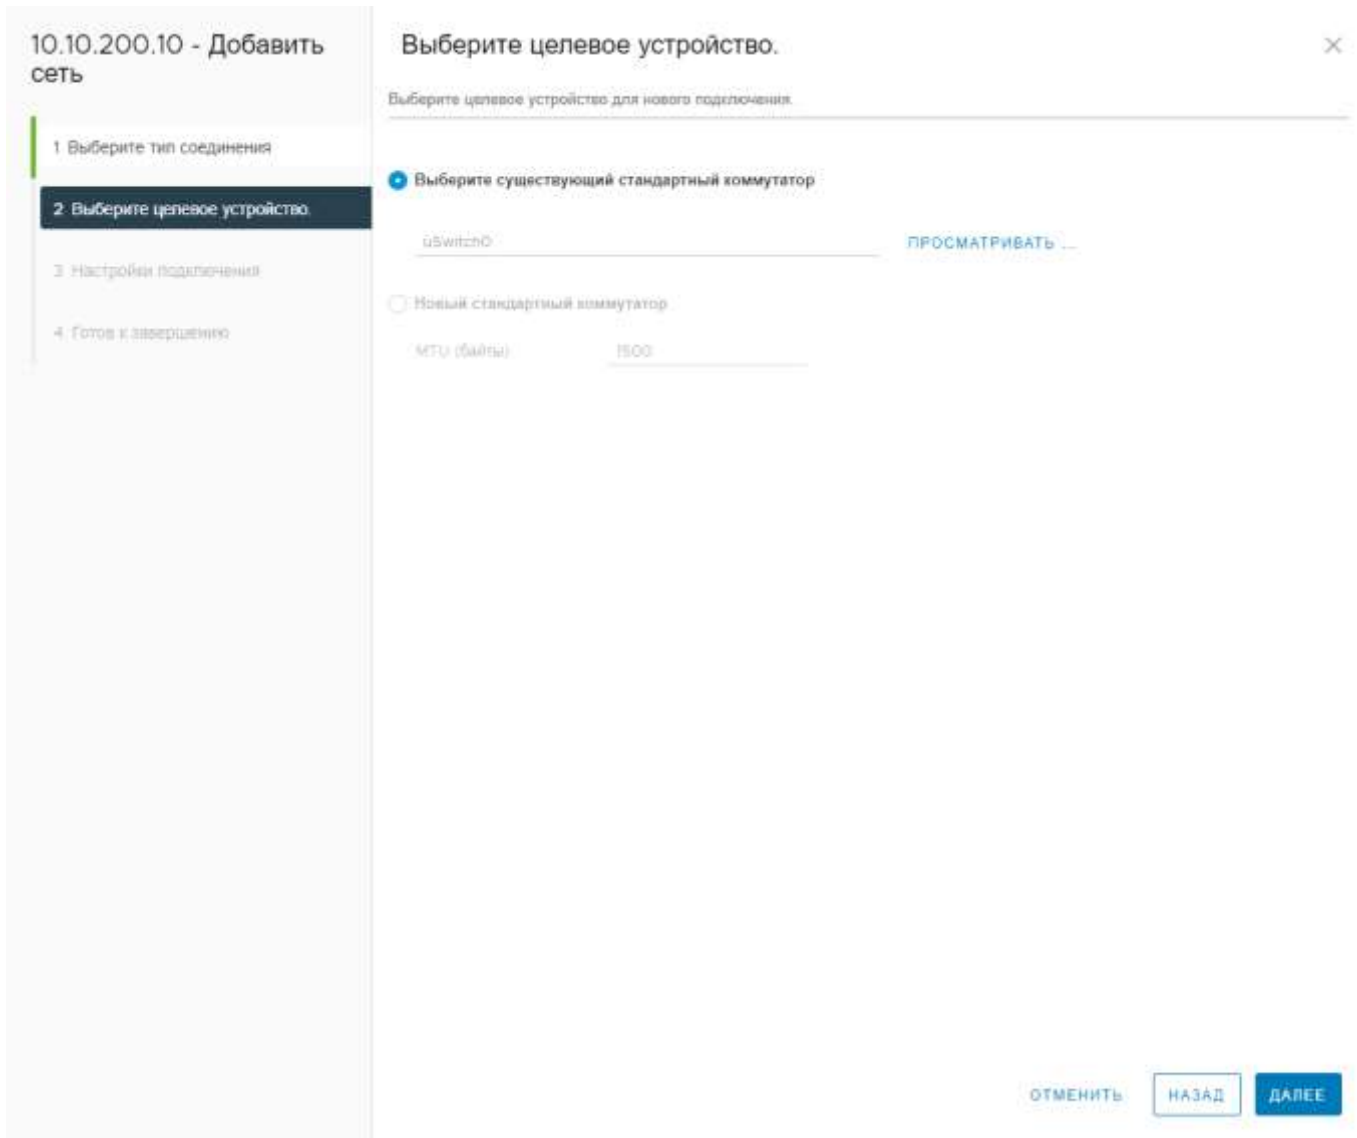 10.10.200.10 - Добавить
сеть
1 Выберите тип соединения
2 Выберите целевое устройство.
3 Настройки подключения
4 Готов к завершению
Выберите целевое устройство.
Выберите целевое устройство для нового подключения.
Выберите существующий стандартный коммутатор
uSwitch0
ПРОСМАТРИВАТЬ ...
Новый стандартный коммутатор
MTU (байты)
1500
ОТМЕНИТЬ
НАЗАД
ДАЛЕЕ